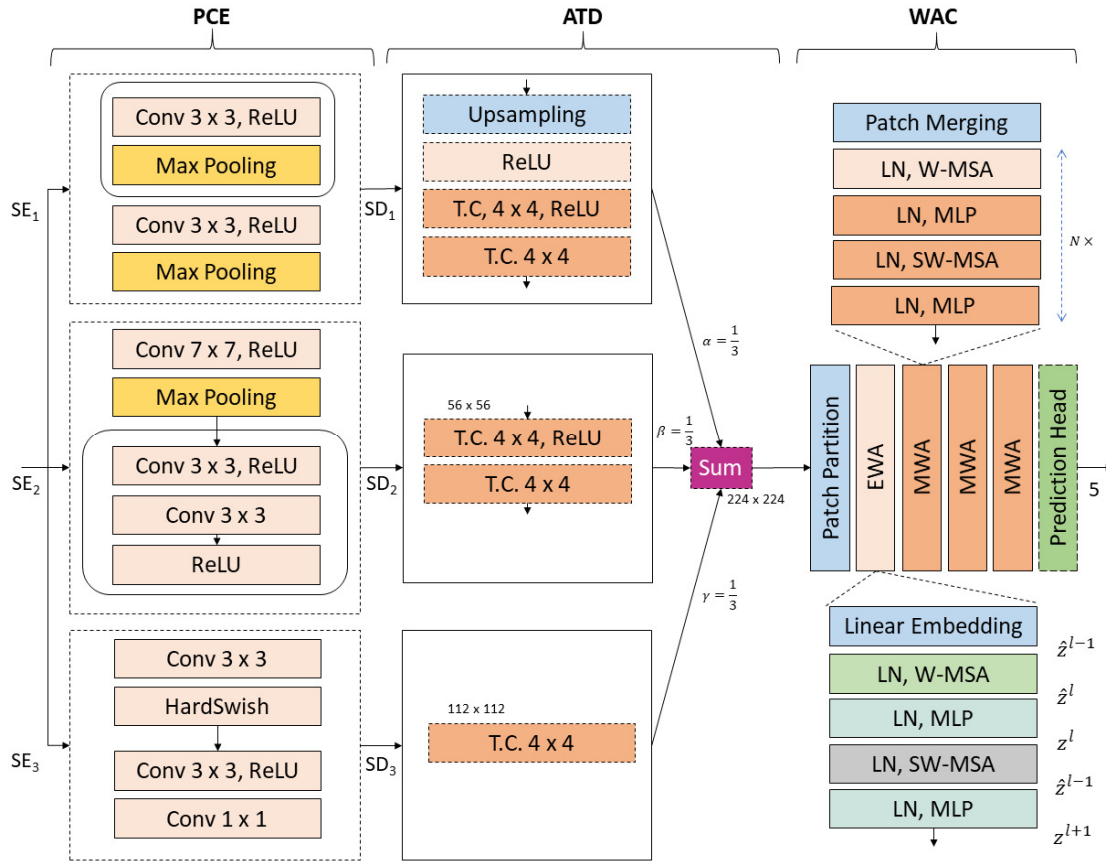 PCE
ATD
WAC
SE1
Conv 3 x 3, ReLU
Max Pooling
Conv 3 x 3, ReLU
Max Pooling
SD1
Upsampling
ReLU
T.C, 4 x 4, ReLU
T.C. 4 x 4
α = 1/3
SE2
Conv 7 x 7, ReLU
Max Pooling
Conv 3 x 3, ReLU
Conv 3 x 3
ReLU
SD2
56 x 56
T.C. 4 x 4, ReLU
T.C. 4 x 4
β = 1/3
Sum
224 x 224
SE3
Conv 3 x 3
HardSwish
Conv 3 x 3, ReLU
Conv 1 x 1
SD3
112 x 112
T.C. 4 x 4
γ = 1/3
Patch Merging
LN, W-MSA
LN, MLP
LN, SW-MSA
LN, MLP
N ×
Patch Partition
EWA
MWA
MWA
MWA
Prediction Head
5
Linear Embedding
ẑ^{l-1}
LN, W-MSA
ẑ^{l}
LN, MLP
z^{l}
LN, SW-MSA
ẑ^{l-1}
LN, MLP
z^{l+1}